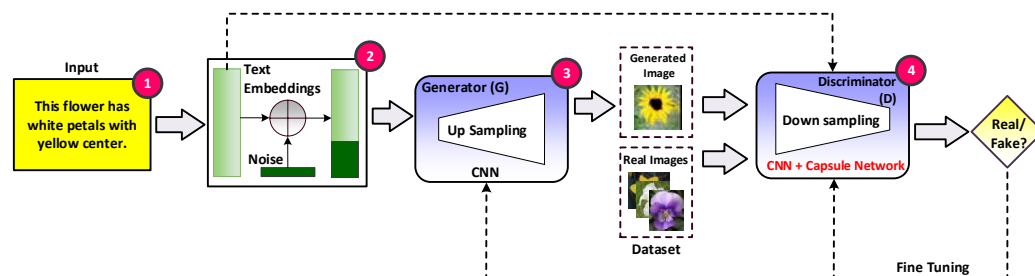 Input
1
This flower has
white petals with
yellow center.
2
Text
Embeddings
Noise
3
Generator (G)
Up Sampling
CNN
Generated
Image
Real Images
Dataset
4
Discriminator
(D)
Down sampling
CNN + Capsule Network
Real/
Fake?
Fine Tuning